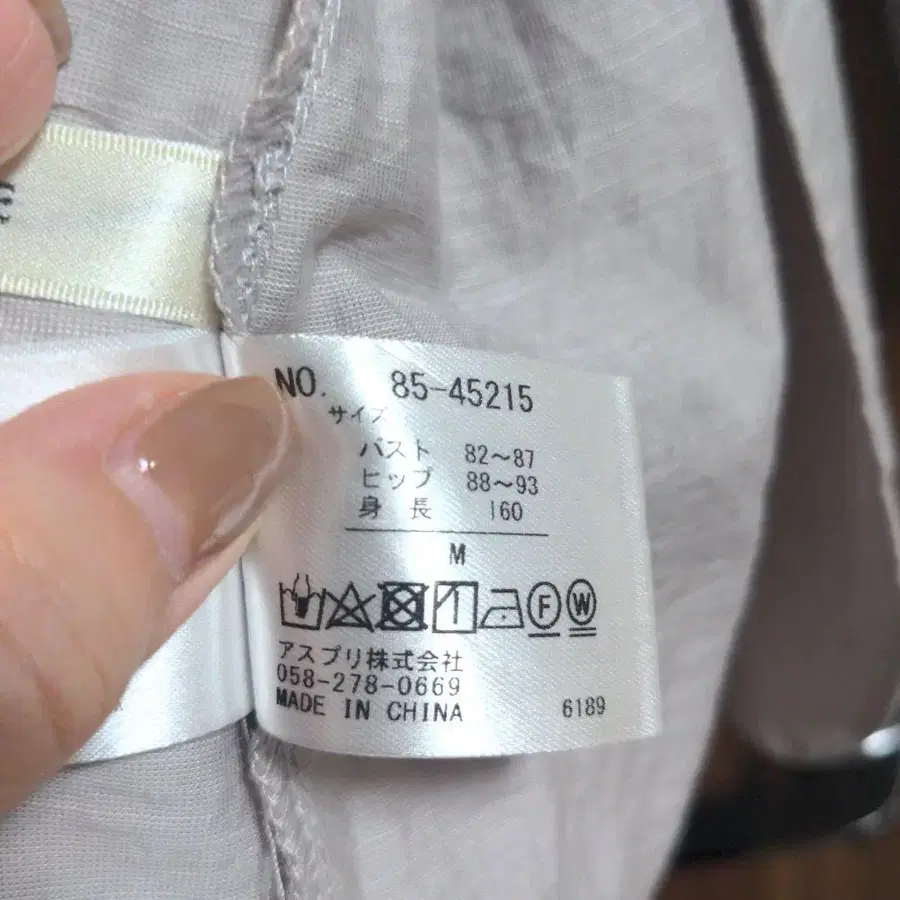 NO. 85-45215
サイズ
バスト 82～87
ヒップ 88～93
身長 160
M
F W
アスプリ株式会社
058-278-0669
MADE IN CHINA 6189